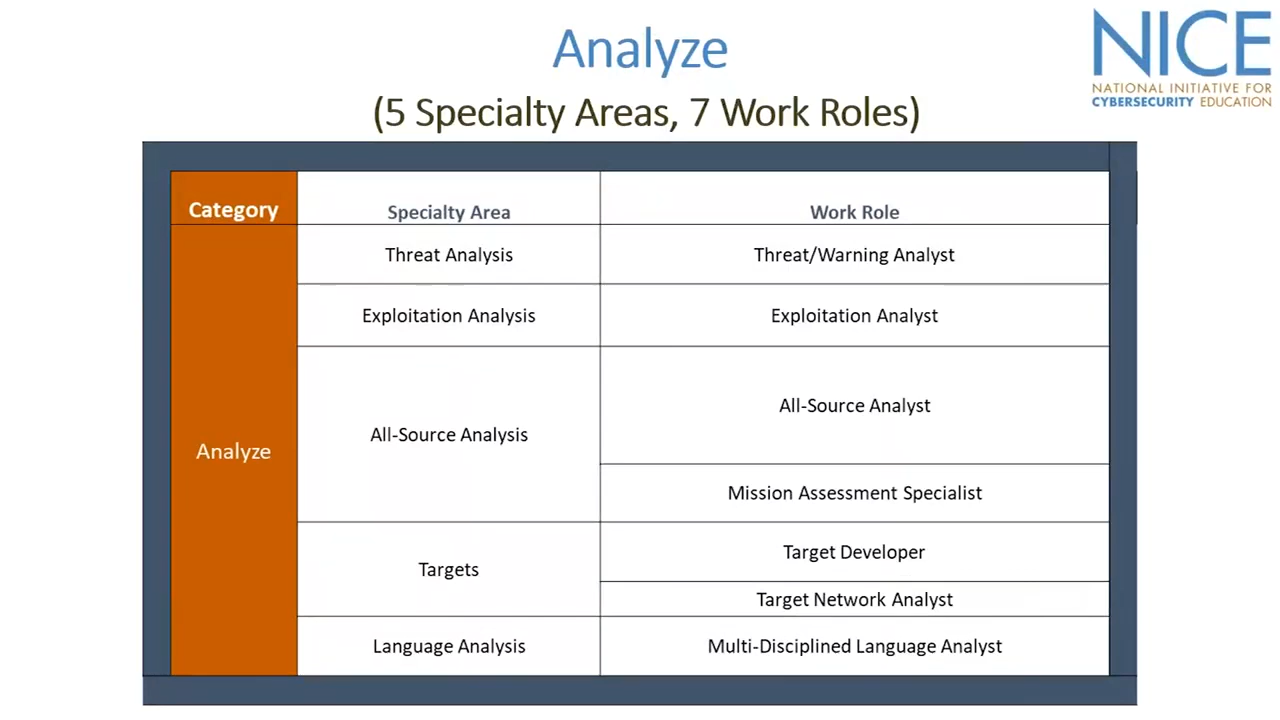 Analyze
(5 Specialty Areas, 7 Work Roles)
NICE
NATIONAL INITIATIVE FOR
CYBERSECURITY EDUCATION
Category
Specialty Area
Work Role
Analyze
Threat Analysis
Threat/Warning Analyst
Exploitation Analysis
Exploitation Analyst
All-Source Analysis
All-Source Analyst
Mission Assessment Specialist
Targets
Target Developer
Target Network Analyst
Language Analysis
Multi-Disciplined Language Analyst